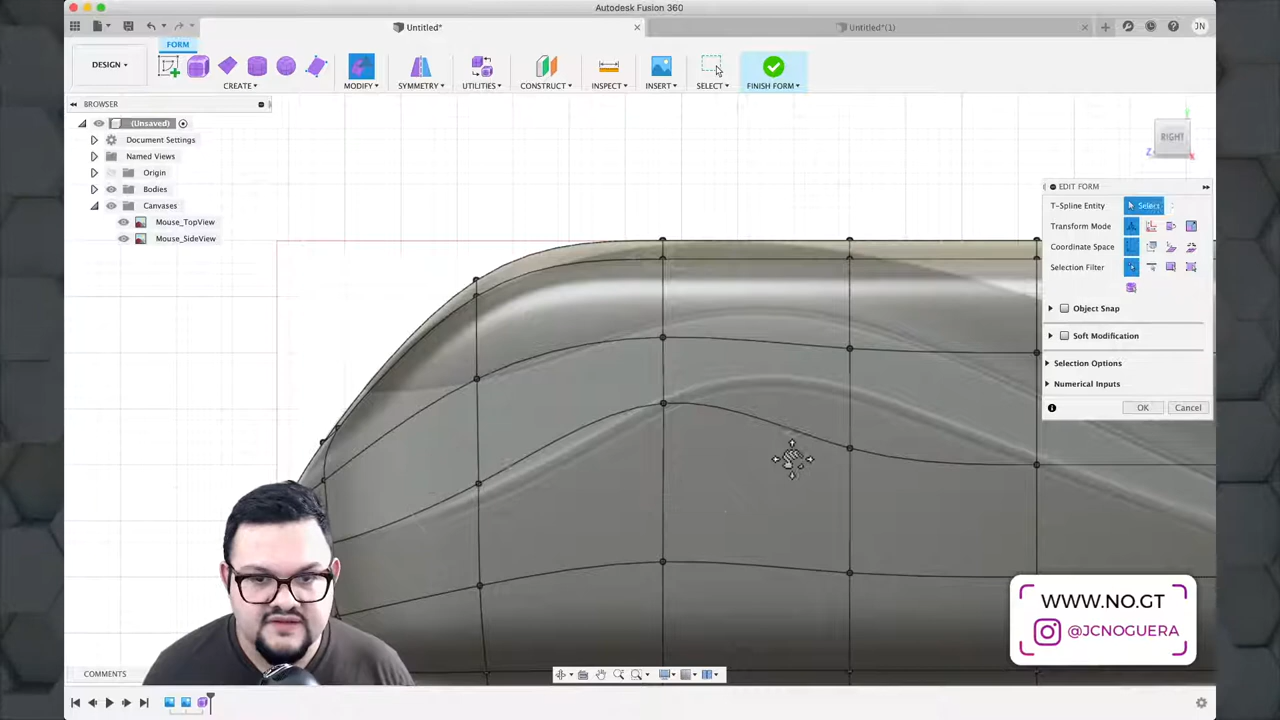 Autodesk Fusion 360
Untitled*
Untitled*(1)
JN
FORM
DESIGN
CREATE
MODIFY
SYMMETRY
UTILITIES
CONSTRUCT
INSPECT
INSERT
SELECT
FINISH FORM
BROWSER
(Unsaved)
Document Settings
Named Views
Origin
Bodies
Canvases
Mouse_TopView
Mouse_SideView
RIGHT
Z
X
EDIT FORM
T-Spline Entity
Select
Transform Mode
Coordinate Space
Selection Filter
Object Snap
Soft Modification
Selection Options
Numerical Inputs
OK
Cancel
WWW.NO.GT
@JCNOGUERA
COMMENTS